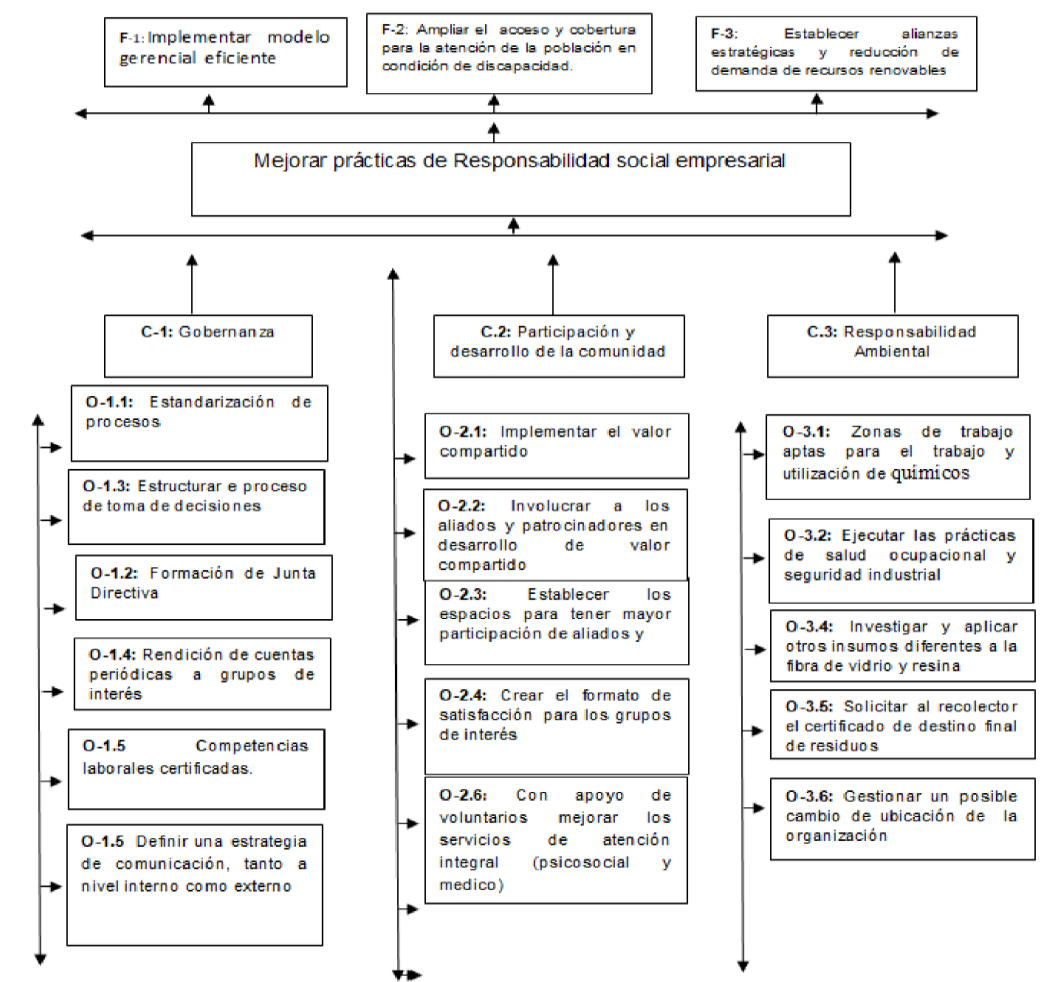 F-1: Implementar modelo
gerencial eficiente
F-2: Ampliar el acceso y cobertura
para la atención de la población en
condición de discapacidad.
F-3: Establecer alianzas
estratégicas y reducción de
demanda de recursos renovables
Mejorar prácticas de Responsabilidad social empresarial
C-1: Gobernanza
O-1.1: Estandarización de
procesos
O-1.3: Estructurar e proceso
de toma de decisiones
O-1.2: Formación de Junta
Directiva
O-1.4: Rendición de cuentas
periódicas a grupos de
interés
O-1.5 Competencias
laborales certificadas.
O-1.5 Definir una estrategia
de comunicación, tanto a
nivel interno como externo
C.2: Participación y
desarrollo de la comunidad
O-2.1: Implementar el valor
compartido
O-2.2: Involucrar a los
aliados y patrocinadores en
desarrollo de valor
compartido
O-2.3: Establecer los
espacios para tener mayor
participación de aliados y
O-2.4: Crear el formato de
satisfacción para los grupos
de interés
O-2.6: Con apoyo de
voluntarios mejorar los
servicios de atención
integral (psicosocial y
medico)
C.3: Responsabilidad
Ambiental
O-3.1: Zonas de trabajo
aptas para el trabajo y
utilización de químicos
O-3.2: Ejecutar las prácticas
de salud ocupacional y
seguridad industrial
O-3.4: Investigar y aplicar
otros insumos diferentes a la
fibra de vidrio y resina
O-3.5: Solicitar al recolector
el certificado de destino final
de residuos
O-3.6: Gestionar un posible
cambio de ubicación de la
organización